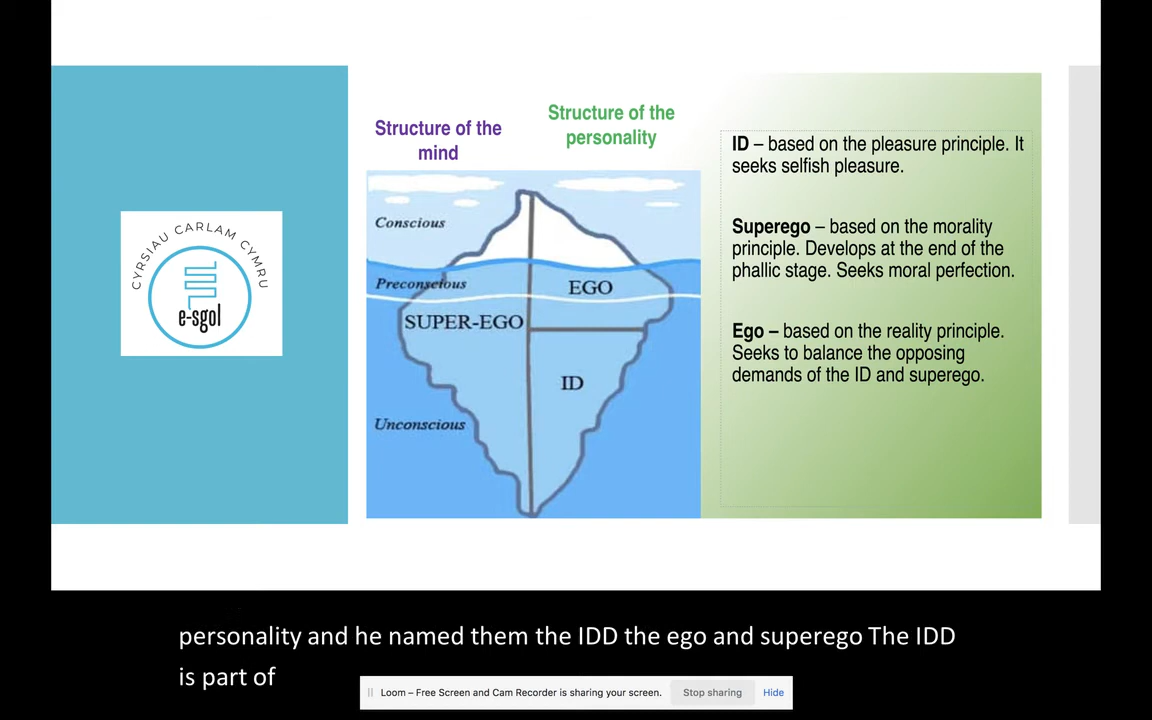 CYRSIAU CARLAM CYMRU
e-sgol
Structure of the
mind
Structure of the
personality
Conscious
Preconscious
EGO
SUPER-EGO
ID
Unconscious
ID – based on the pleasure principle. It
seeks selfish pleasure.
Superego – based on the morality
principle. Develops at the end of the
phallic stage. Seeks moral perfection.
Ego – based on the reality principle.
Seeks to balance the opposing
demands of the ID and superego.
personality and he named them the IDD the ego and superego The IDD
is part of
Loom – Free Screen and Cam Recorder is sharing your screen.
Stop sharing
Hide